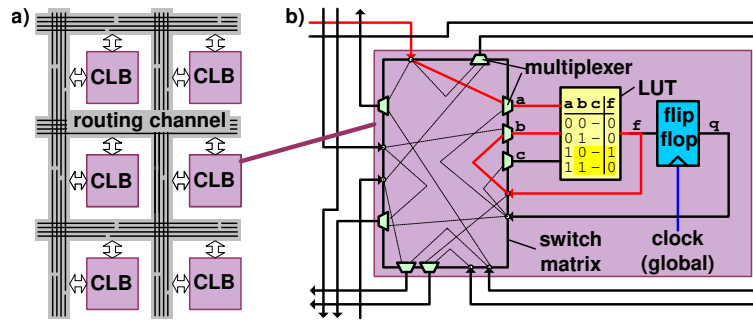 a)
CLB CLB
routing channel
CLB CLB
CLB CLB
b)
multiplexer
LUT
a
b
c
a b c f
0 0 - 0
0 1 - 0
1 0 - 1
1 1 - 0
f
flip
flop
q
switch
matrix
clock
(global)